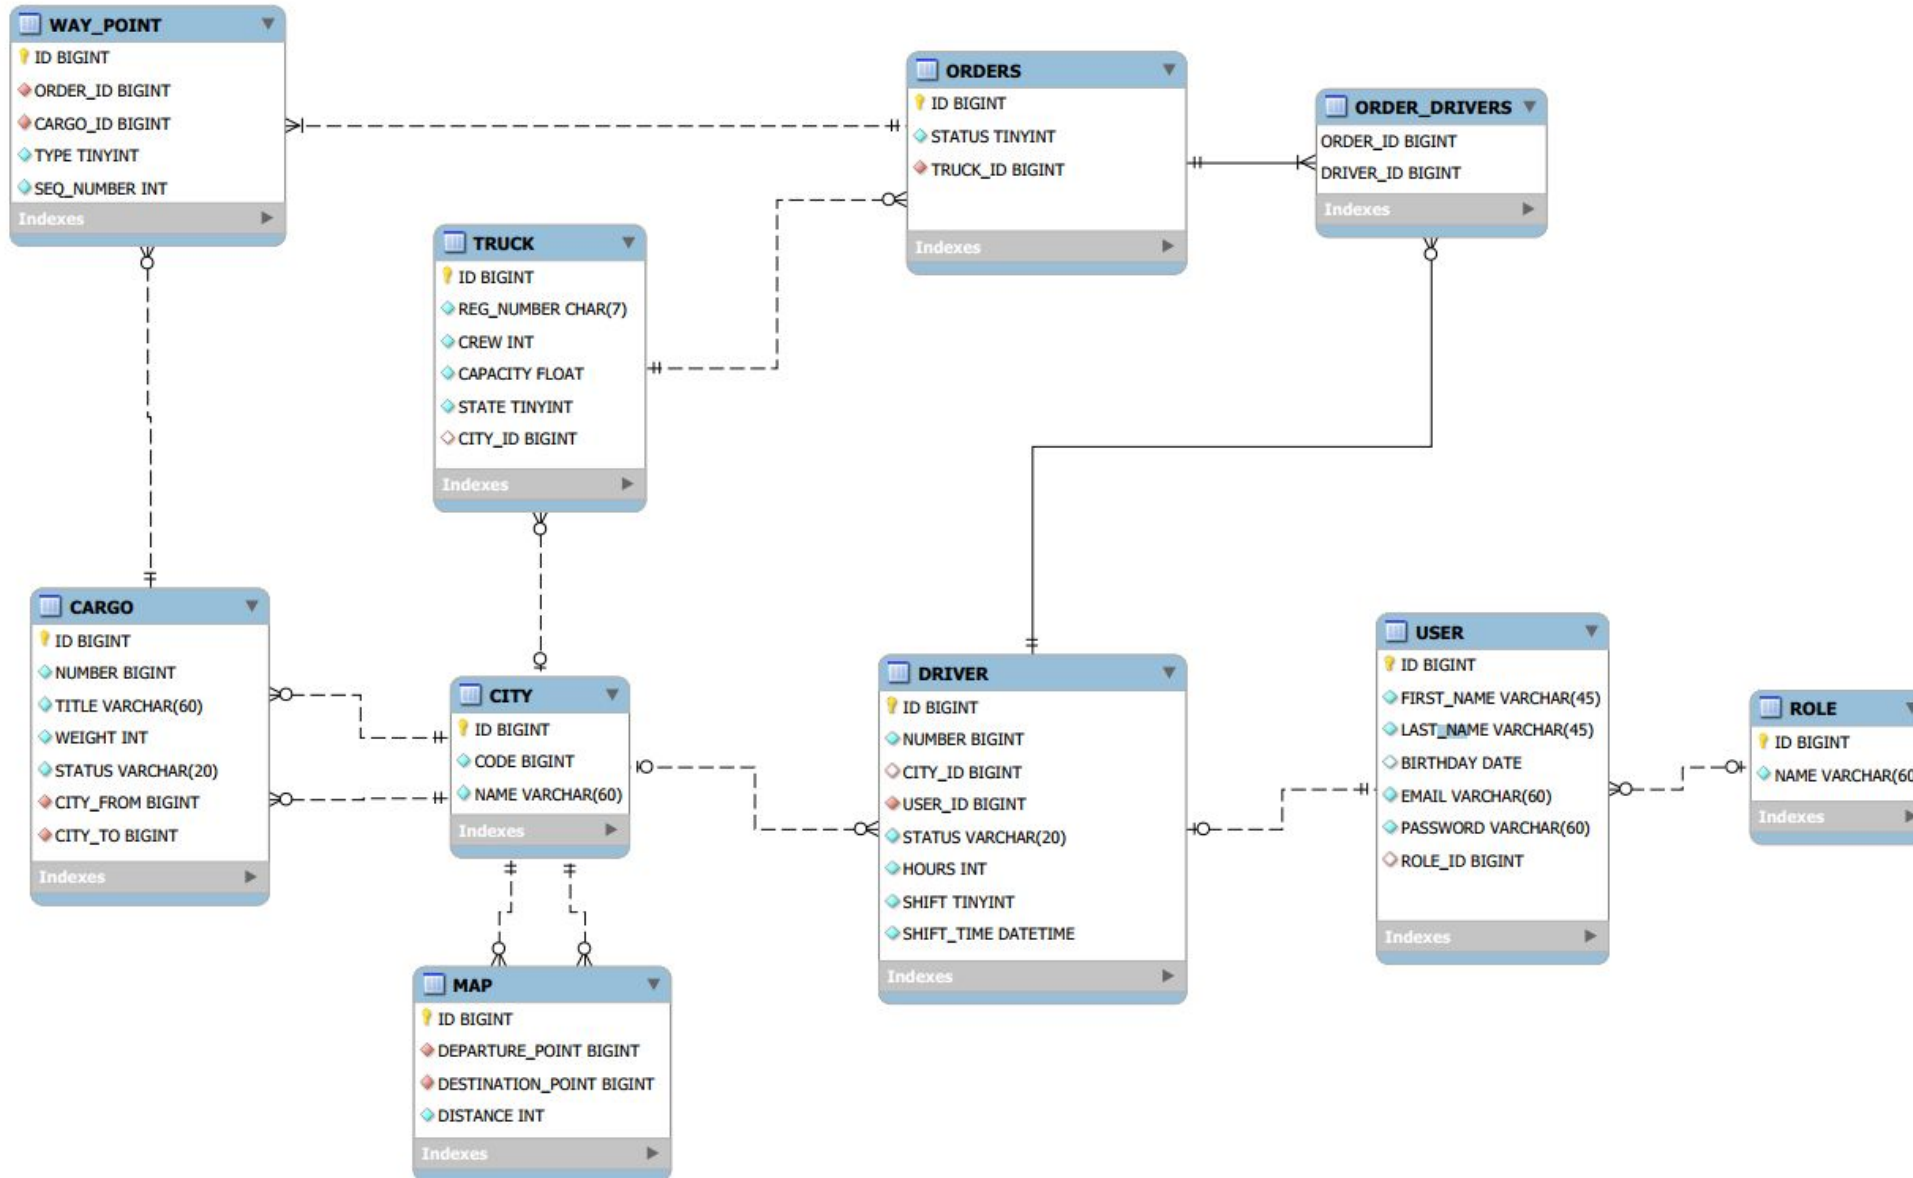 WAY_POINT
ID BIGINT
ORDER_ID BIGINT
CARGO_ID BIGINT
TYPE TINYINT
SEQ_NUMBER INT
Indexes
ORDERS
ID BIGINT
STATUS TINYINT
TRUCK_ID BIGINT
Indexes
ORDER_DRIVERS
ORDER_ID BIGINT
DRIVER_ID BIGINT
Indexes
TRUCK
ID BIGINT
REG_NUMBER CHAR(7)
CREW INT
CAPACITY FLOAT
STATE TINYINT
CITY_ID BIGINT
Indexes
CARGO
ID BIGINT
NUMBER BIGINT
TITLE VARCHAR(60)
WEIGHT INT
STATUS VARCHAR(20)
CITY_FROM BIGINT
CITY_TO BIGINT
Indexes
CITY
ID BIGINT
CODE BIGINT
NAME VARCHAR(60)
Indexes
DRIVER
ID BIGINT
NUMBER BIGINT
CITY_ID BIGINT
USER_ID BIGINT
STATUS VARCHAR(20)
HOURS INT
SHIFT TINYINT
SHIFT_TIME DATETIME
Indexes
USER
ID BIGINT
FIRST_NAME VARCHAR(45)
LAST_NAME VARCHAR(45)
BIRTHDAY DATE
EMAIL VARCHAR(60)
PASSWORD VARCHAR(60)
ROLE_ID BIGINT
Indexes
ROLE
ID BIGINT
NAME VARCHAR(60
Indexes
MAP
ID BIGINT
DEPARTURE_POINT BIGINT
DESTINATION_POINT BIGINT
DISTANCE INT
Indexes